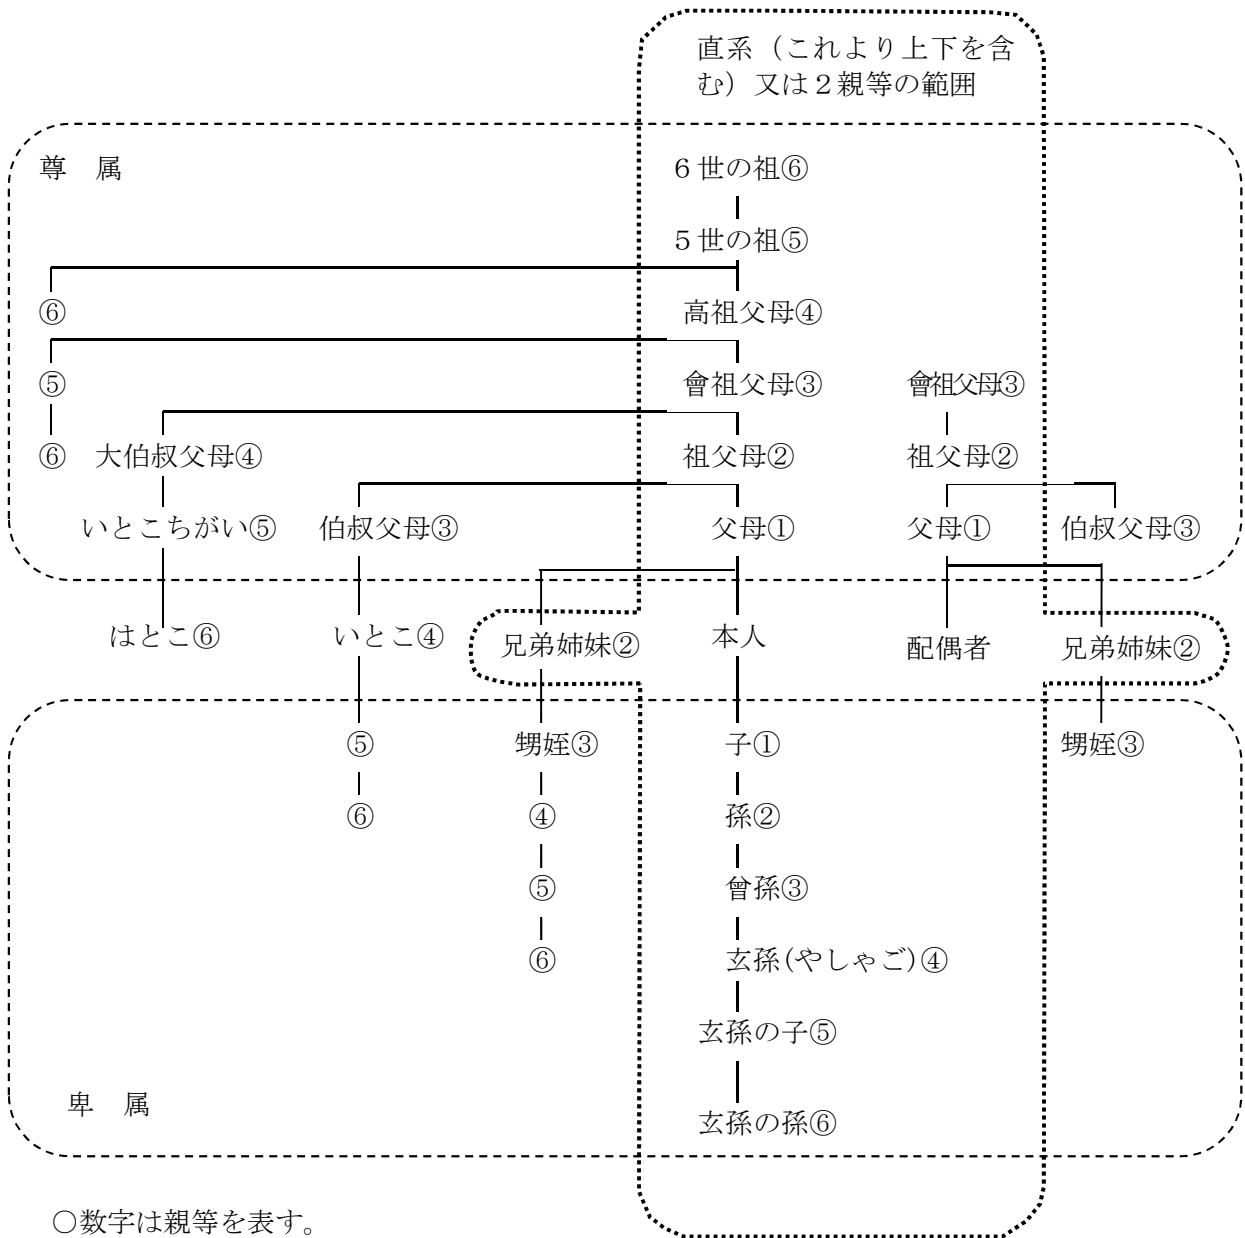 直系（これより上下を含
む）又は２親等の範囲
尊　属
６世の祖⑥
５世の祖⑤
⑥ 高祖父母④
⑤ 曾祖父母③ 曾祖父母③
⑥ 大伯叔父母④ 祖父母② 祖父母②
いとこちがい⑤ 伯叔父母③ 父母① 父母① 伯叔父母③
はとこ⑥ いとこ④ 兄弟姉妹② 本人 配偶者 兄弟姉妹②
⑤ 甥姪③ 子① 甥姪③
⑥ ④ 孫②
⑤ 曾孫③
⑥ 玄孫(やしゃご)④
玄孫の子⑤
卑　属
玄孫の孫⑥
○数字は親等を表す。